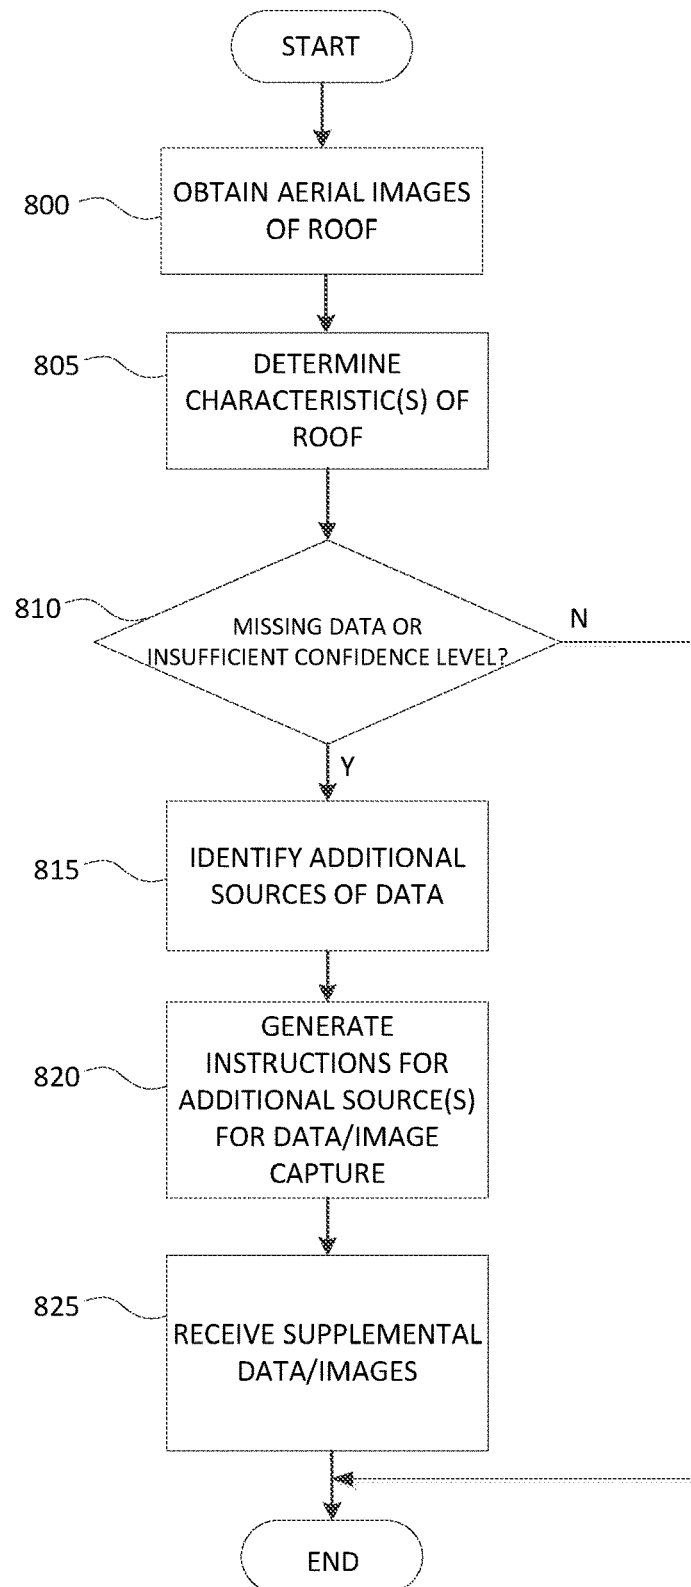 START
800
OBTAIN AERIAL IMAGES
OF ROOF
805
DETERMINE
CHARACTERISTIC(S) OF
ROOF
810
MISSING DATA OR
INSUFFICIENT CONFIDENCE LEVEL?
N
Y
815
IDENTIFY ADDITIONAL
SOURCES OF DATA
820
GENERATE
INSTRUCTIONS FOR
ADDITIONAL SOURCE(S)
FOR DATA/IMAGE
CAPTURE
825
RECEIVE SUPPLEMENTAL
DATA/IMAGES
END